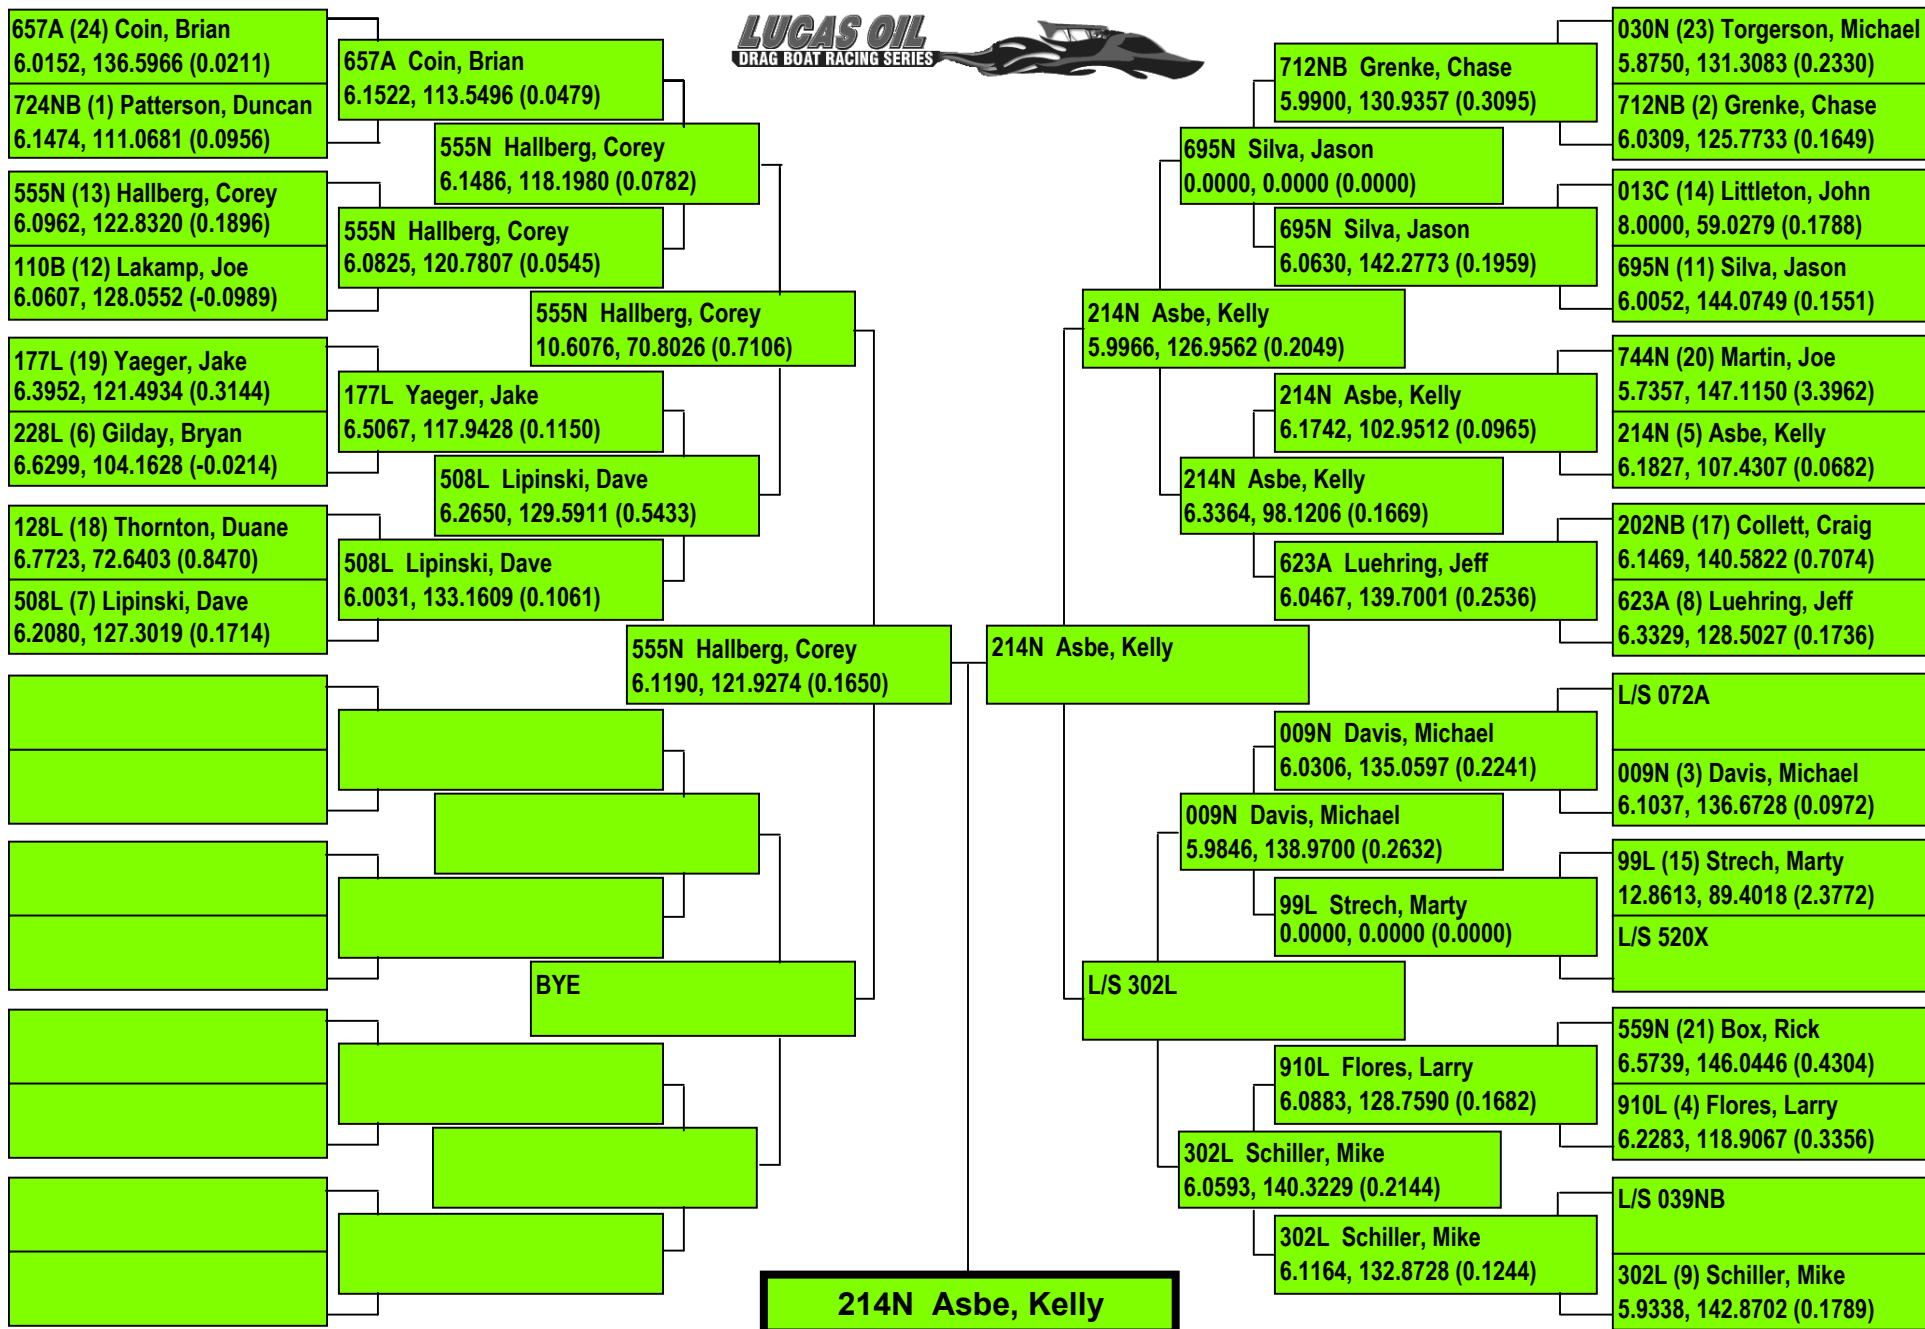 LUCAS OIL
DRAG BOAT RACING SERIES
657A (24) Coin, Brian
6.0152, 136.5966 (0.0211)
724NB (1) Patterson, Duncan
6.1474, 111.0681 (0.0956)
555N (13) Hallberg, Corey
6.0962, 122.8320 (0.1896)
110B (12) Lakamp, Joe
6.0607, 128.0552 (-0.0989)
177L (19) Yaeger, Jake
6.3952, 121.4934 (0.3144)
228L (6) Gilday, Bryan
6.6299, 104.1628 (-0.0214)
128L (18) Thornton, Duane
6.7723, 72.6403 (0.8470)
508L (7) Lipinski, Dave
6.2080, 127.3019 (0.1714)
657A Coin, Brian
6.1522, 113.5496 (0.0479)
555N Hallberg, Corey
6.0825, 120.7807 (0.0545)
177L Yaeger, Jake
6.5067, 117.9428 (0.1150)
508L Lipinski, Dave
6.0031, 133.1609 (0.1061)
555N Hallberg, Corey
6.1486, 118.1980 (0.0782)
508L Lipinski, Dave
6.2650, 129.5911 (0.5433)
555N Hallberg, Corey
10.6076, 70.8026 (0.7106)
BYE
555N Hallberg, Corey
6.1190, 121.9274 (0.1650)
214N Asbe, Kelly
214N Asbe, Kelly
5.9966, 126.9562 (0.2049)
L/S 302L
695N Silva, Jason
0.0000, 0.0000 (0.0000)
214N Asbe, Kelly
6.3364, 98.1206 (0.1669)
009N Davis, Michael
5.9846, 138.9700 (0.2632)
302L Schiller, Mike
6.0593, 140.3229 (0.2144)
712NB Grenke, Chase
5.9900, 130.9357 (0.3095)
695N Silva, Jason
6.0630, 142.2773 (0.1959)
214N Asbe, Kelly
6.1742, 102.9512 (0.0965)
623A Luehring, Jeff
6.0467, 139.7001 (0.2536)
009N Davis, Michael
6.0306, 135.0597 (0.2241)
99L Strech, Marty
0.0000, 0.0000 (0.0000)
910L Flores, Larry
6.0883, 128.7590 (0.1682)
302L Schiller, Mike
6.1164, 132.8728 (0.1244)
030N (23) Torgerson, Michael
5.8750, 131.3083 (0.2330)
712NB (2) Grenke, Chase
6.0309, 125.7733 (0.1649)
013C (14) Littleton, John
8.0000, 59.0279 (0.1788)
695N (11) Silva, Jason
6.0052, 144.0749 (0.1551)
744N (20) Martin, Joe
5.7357, 147.1150 (3.3962)
214N (5) Asbe, Kelly
6.1827, 107.4307 (0.0682)
202NB (17) Collett, Craig
6.1469, 140.5822 (0.7074)
623A (8) Luehring, Jeff
6.3329, 128.5027 (0.1736)
L/S 072A
009N (3) Davis, Michael
6.1037, 136.6728 (0.0972)
99L (15) Strech, Marty
12.8613, 89.4018 (2.3772)
L/S 520X
559N (21) Box, Rick
6.5739, 146.0446 (0.4304)
910L (4) Flores, Larry
6.2283, 118.9067 (0.3356)
L/S 039NB
302L (9) Schiller, Mike
5.9338, 142.8702 (0.1789)
214N Asbe, Kelly